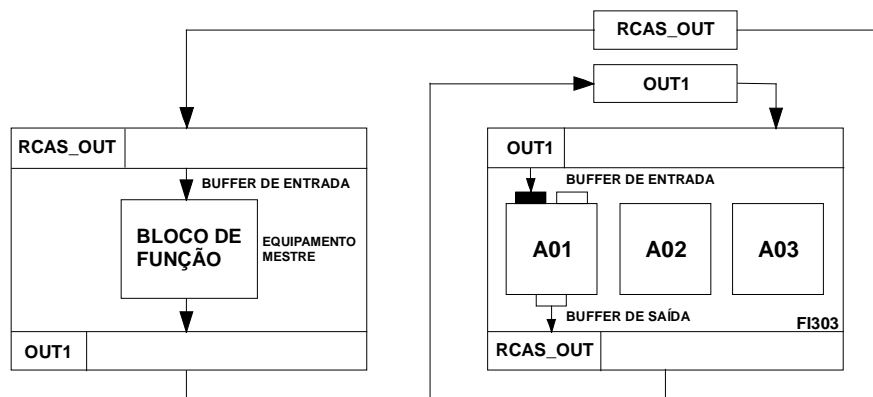 RCAS_OUT
OUT1
RCAS_OUT
BUFFER DE ENTRADA
BLOCO DE
FUNÇÃO
EQUIPAMENTO
MESTRE
OUT1
OUT1
BUFFER DE ENTRADA
A01
A02
A03
BUFFER DE SAÍDA
FI303
RCAS_OUT